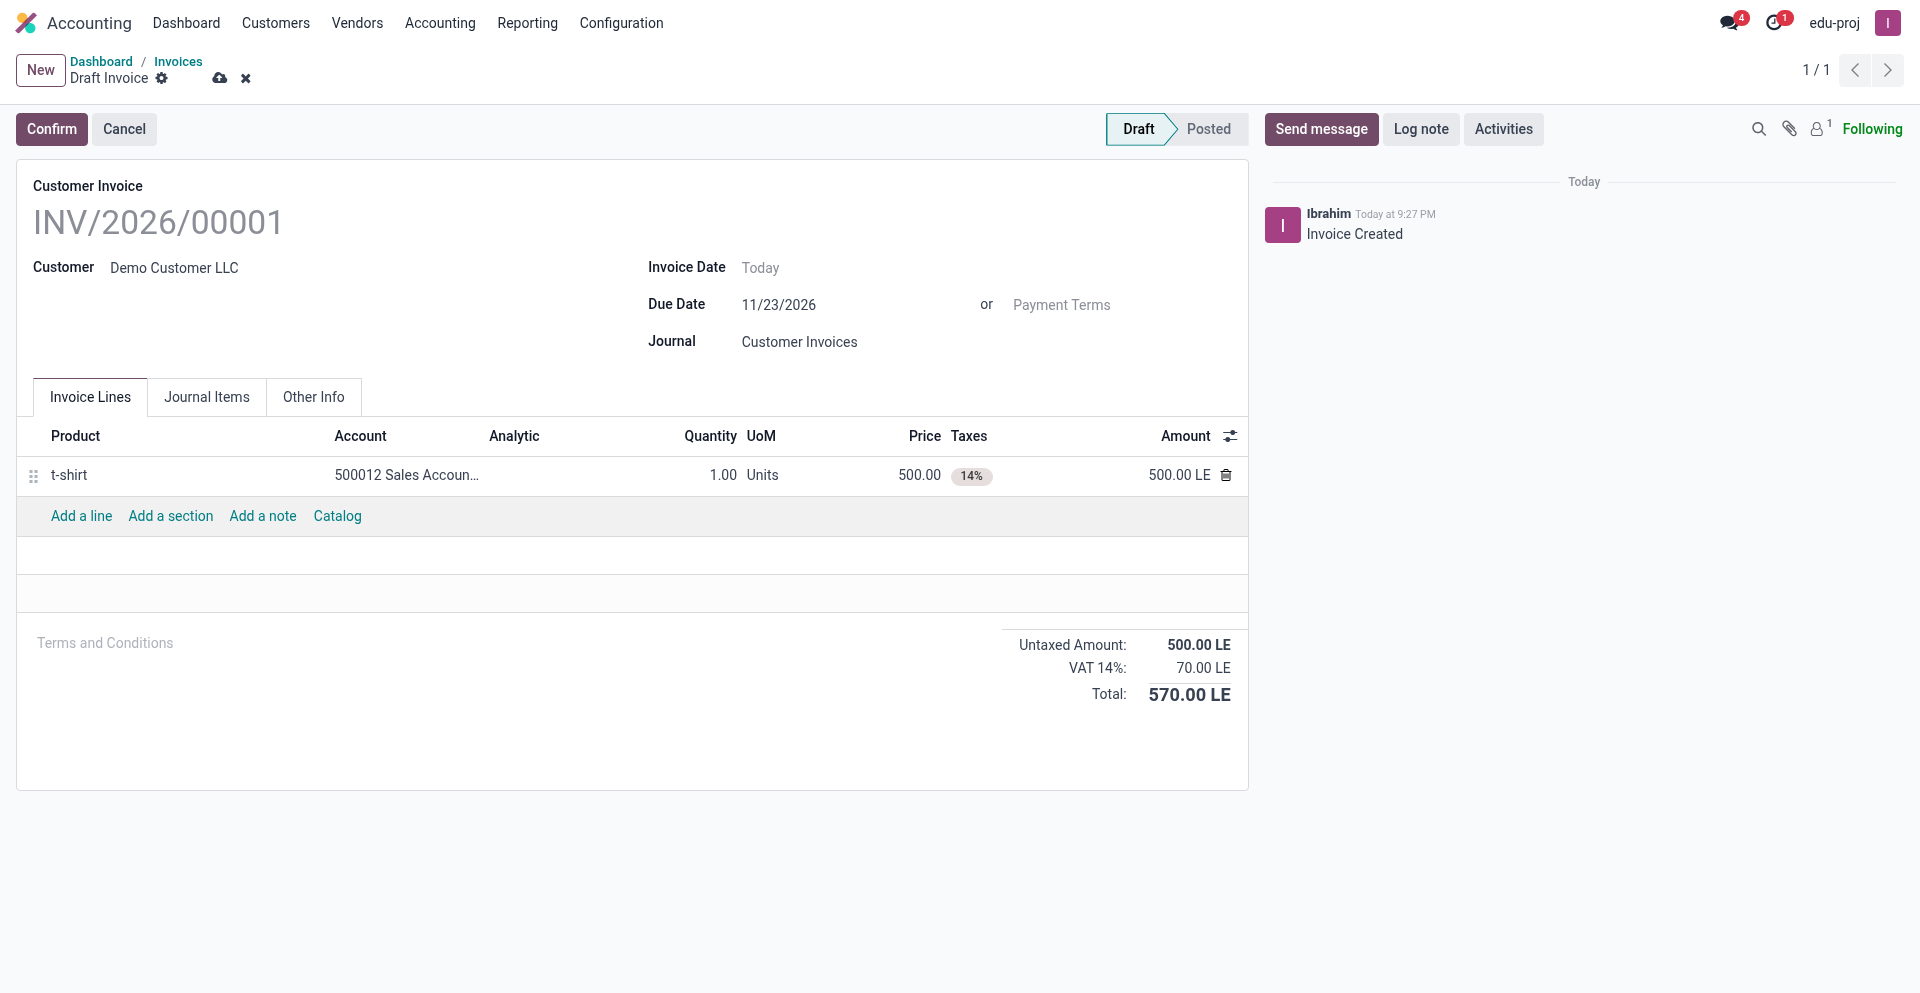 Accounting Dashboard Customers Vendors Accounting Reporting Configuration 4 1 edu-proj I
New Dashboard / Invoices
Draft Invoice
1 / 1
Confirm Cancel Draft Posted Send message Log note Activities 1 Following
Customer Invoice
INV/2026/00001
Customer Demo Customer LLC
Invoice Date Today
Due Date 11/23/2026 or Payment Terms
Journal Customer Invoices
Invoice Lines Journal Items Other Info
Product Account Analytic Quantity UoM Price Taxes Amount
t-shirt 500012 Sales Accoun... 1.00 Units 500.00 14% 500.00 LE
Add a line Add a section Add a note Catalog
Terms and Conditions
Untaxed Amount: 500.00 LE
VAT 14%: 70.00 LE
Total: 570.00 LE
Today
I Ibrahim Today at 9:27 PM
Invoice Created